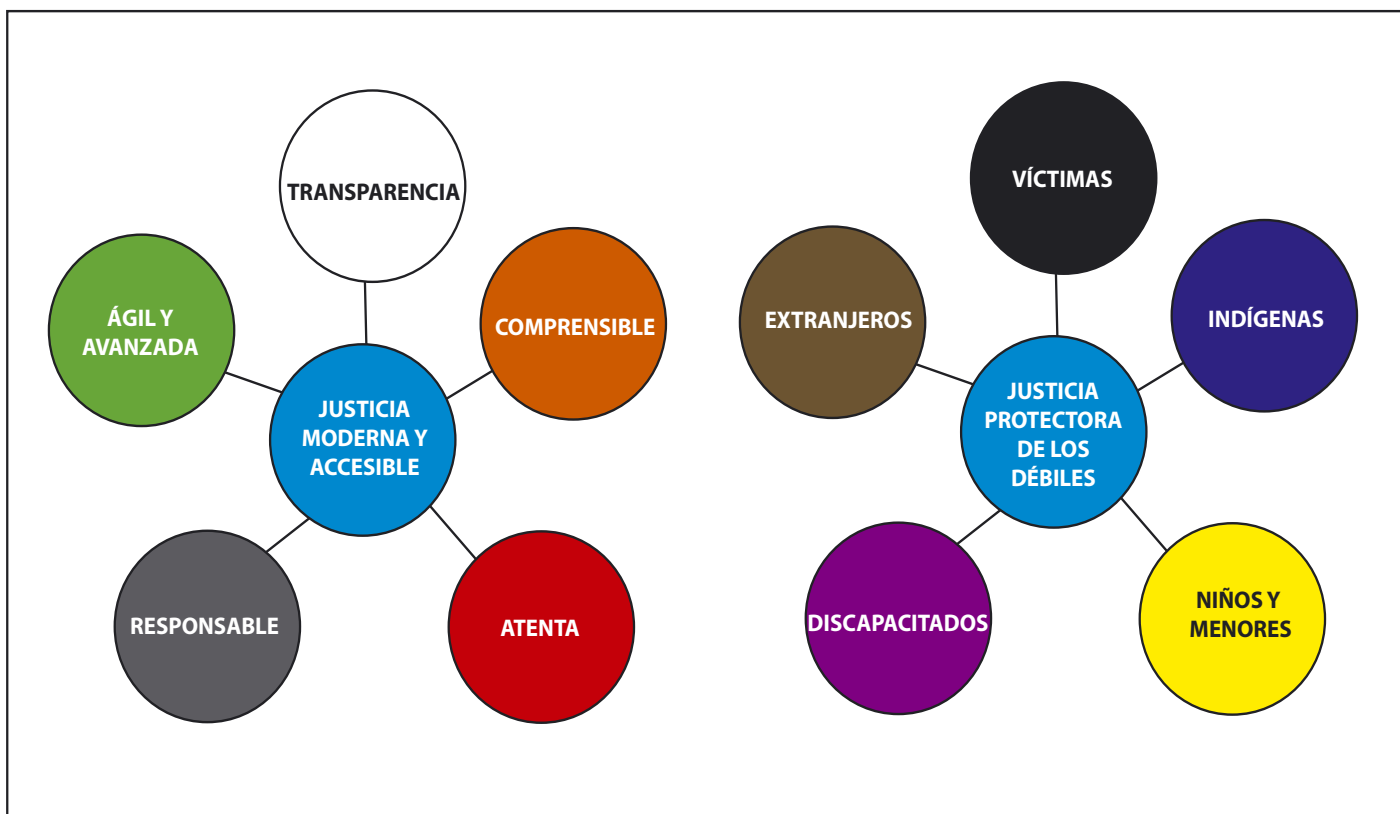 TRANSPARENCIA
COMPRENSIBLE
ÁGIL Y
AVANZADA
JUSTICIA
MODERNA Y
ACCESIBLE
RESPONSABLE
ATENTA
VÍCTIMAS
EXTRANJEROS
INDÍGENAS
JUSTICIA
PROTECTORA
DE LOS
DÉBILES
DISCAPACITADOS
NIÑOS Y
MENORES